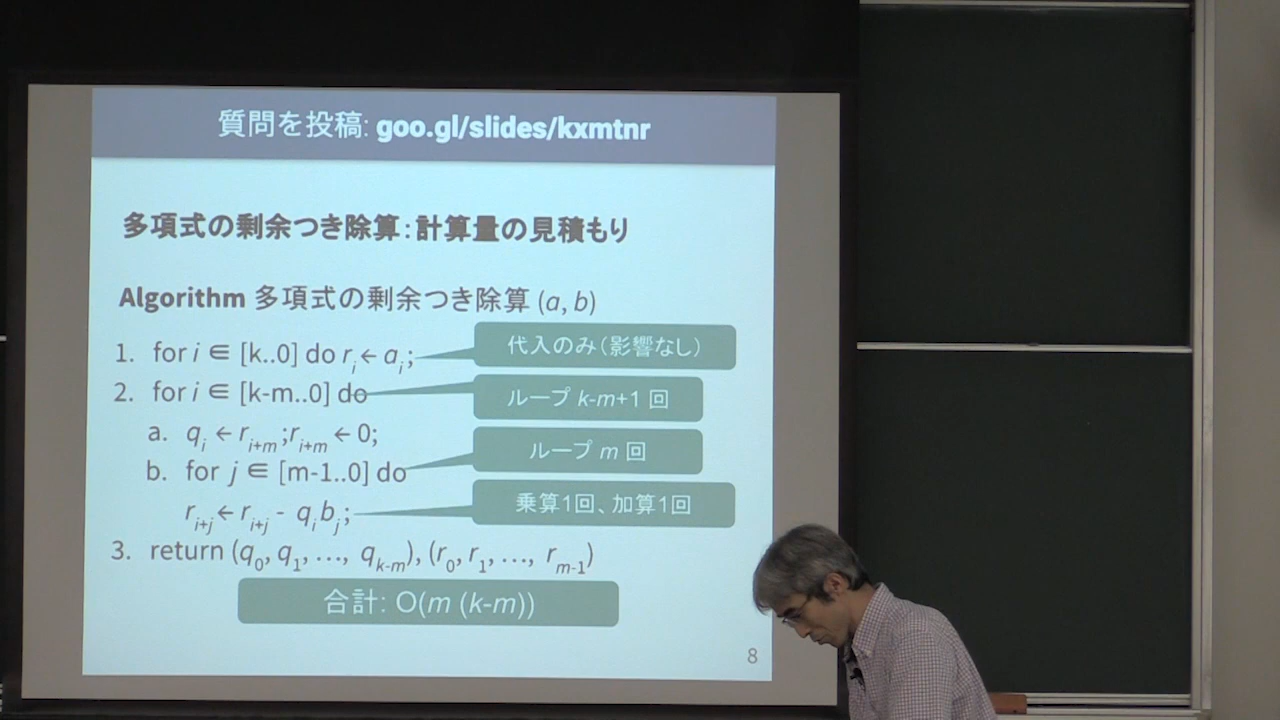 質問を投稿: goo.gl/slides/kxmtnr
多項式の剰余つき除算：計算量の見積もり
Algorithm 多項式の剰余つき除算 (a, b)
1. for i ∈ [k..0] do r_i ← a_i;
代入のみ（影響なし）
2. for i ∈ [k-m..0] do
ループ k-m+1 回
a. q_i ← r_{i+m} ; r_{i+m} ← 0;
b. for j ∈ [m-1..0] do
ループ m 回
r_{i+j} ← r_{i+j} - q_i b_j;
乗算1回、加算1回
3. return (q_0, q_1, …, q_{k-m}), (r_0, r_1, …, r_{m-1})
合計: O(m (k-m))
8